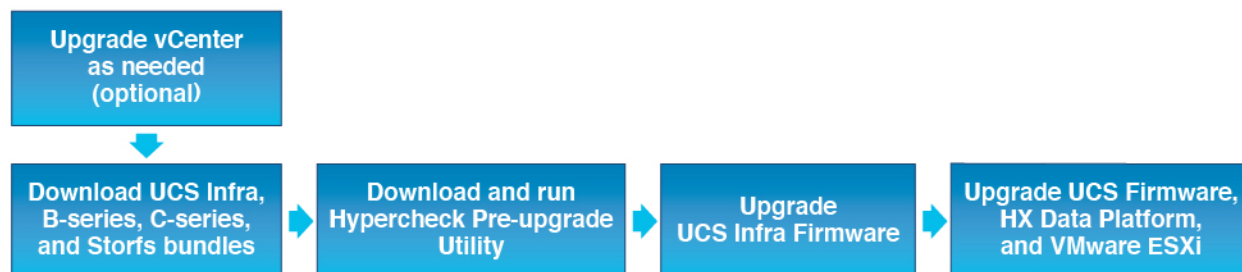 Upgrade vCenter
as needed
(optional)
Download UCS Infra,
B-series, C-series,
and Storfs bundles
Download and run
Hypercheck Pre-upgrade
Utility
Upgrade
UCS Infra Firmware
Upgrade UCS Firmware,
HX Data Platform,
and VMware ESXi